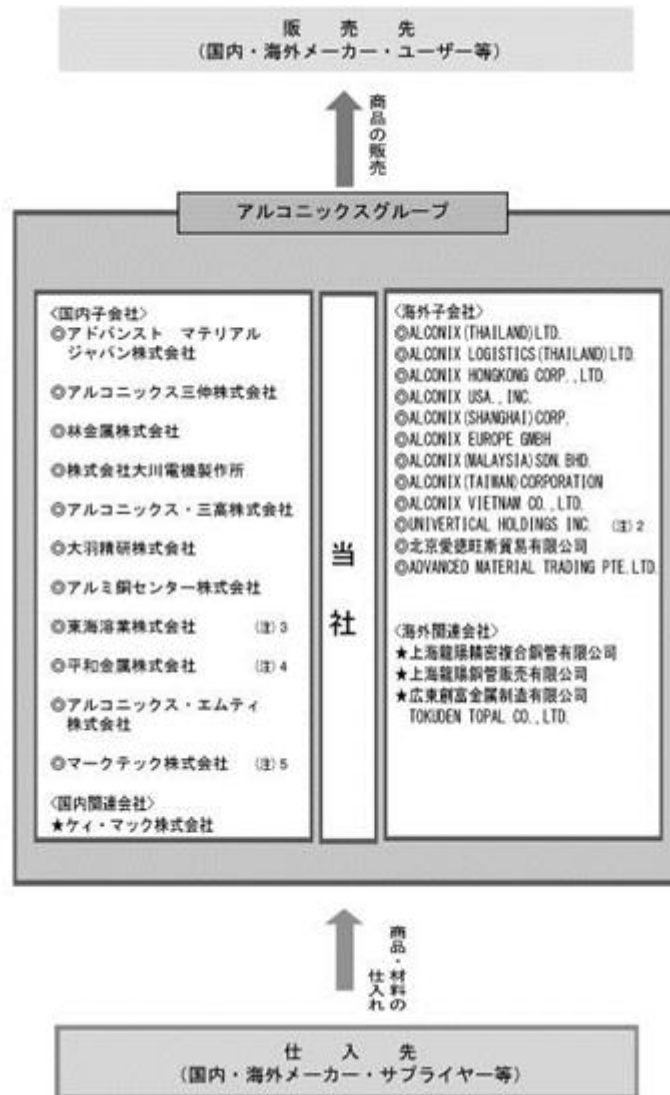 販 売 先
（国内・海外メーカー・ユーザー等）
商品の販売
アルコニックスグループ
〈国内子会社〉
◎アドバンスト マテリアル
ジャパン株式会社
◎アルコニックス三伸株式会社
◎林金属株式会社
◎株式会社大川電機製作所
◎アルコニックス・三高株式会社
◎大羽精研株式会社
◎アルミ銅センター株式会社
◎東海溶業株式会社 （注）3
◎平和金属株式会社 （注）4
◎アルコニックス・エムティ
株式会社
◎マークテック株式会社 （注）5
〈国内関連会社〉
★ケィ・マック株式会社
当 社
〈海外子会社〉
◎ALCONIX(THAILAND)LTD.
◎ALCONIX LOGISTICS(THAILAND)LTD.
◎ALCONIX HONGKONG CORP.,LTD.
◎ALCONIX USA., INC.
◎ALCONIX(SHANGHAI)CORP.
◎ALCONIX EUROPE GMBH
◎ALCONIX(MALAYSIA)SDN.BHD.
◎ALCONIX(TAIWAN)CORPORATION
◎ALCONIX VIETNAM CO.,LTD.
◎UNIVERTICAL HOLDINGS INC. （注）2
◎北京愛徳旺斯貿易有限公司
◎ADVANCED MATERIAL TRADING PTE.LTD.
〈海外関連会社〉
★上海龍陽精密複合銅管有限公司
★上海龍陽銅管販売有限公司
★広東創富金属制造有限公司
TOKUDEN TOPAL CO.,LTD.
商品・材料の
仕入れ
仕 入 先
（国内・海外メーカー・サプライヤー等）